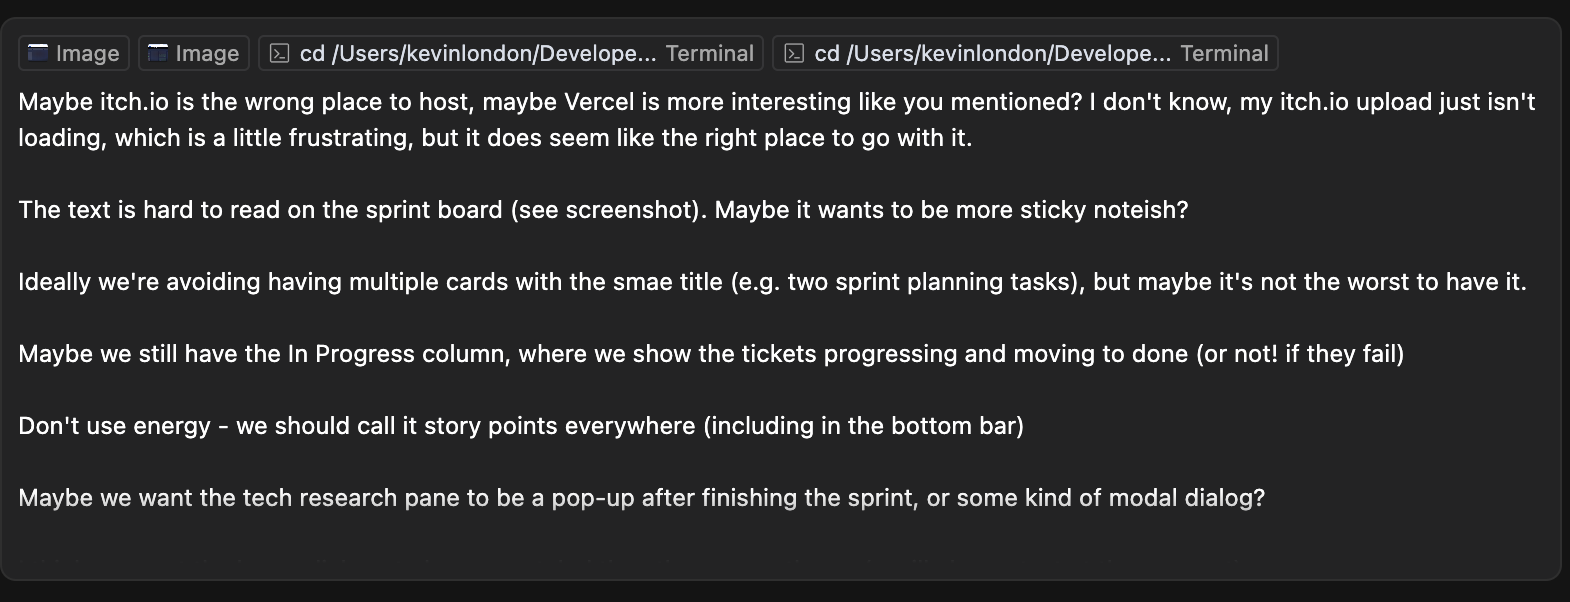 Image Image cd /Users/kevinlondon/Develope... Terminal cd /Users/kevinlondon/Develope... Terminal
Maybe itch.io is the wrong place to host, maybe Vercel is more interesting like you mentioned? I don't know, my itch.io upload just isn't
loading, which is a little frustrating, but it does seem like the right place to go with it.
The text is hard to read on the sprint board (see screenshot). Maybe it wants to be more sticky noteish?
Ideally we're avoiding having multiple cards with the smae title (e.g. two sprint planning tasks), but maybe it's not the worst to have it.
Maybe we still have the In Progress column, where we show the tickets progressing and moving to done (or not! if they fail)
Don't use energy - we should call it story points everywhere (including in the bottom bar)
Maybe we want the tech research pane to be a pop-up after finishing the sprint, or some kind of modal dialog?